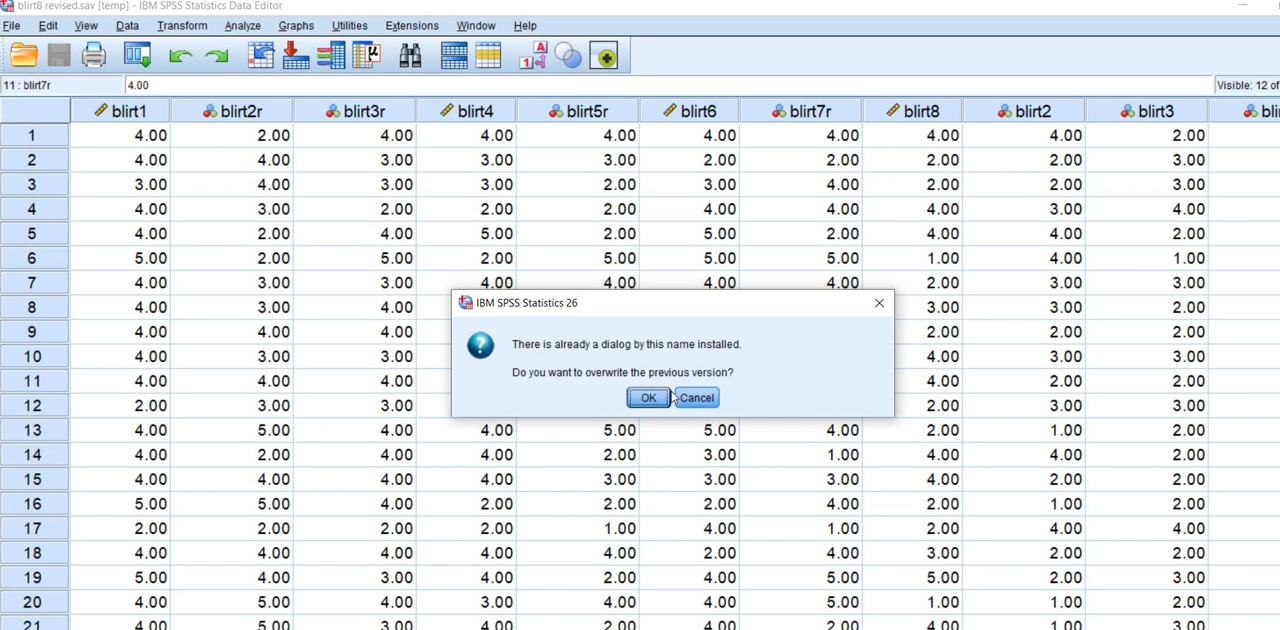 blirt8 revised.sav [temp] - IBM SPSS Statistics Data Editor
File Edit View Data Transform Analyze Graphs Utilities Extensions Window Help
11 : blirt7r 4.00 Visible: 12 of
blirt1 blirt2r blirt3r blirt4 blirt5r blirt6 blirt7r blirt8 blirt2 blirt3
1 4.00 2.00 4.00 4.00 4.00 4.00 4.00 4.00 4.00 2.00
2 4.00 4.00 3.00 3.00 3.00 2.00 2.00 2.00 2.00 3.00
3 3.00 4.00 3.00 3.00 2.00 3.00 4.00 2.00 2.00 3.00
4 4.00 3.00 2.00 2.00 2.00 4.00 4.00 4.00 3.00 4.00
5 4.00 2.00 4.00 5.00 2.00 5.00 2.00 4.00 4.00 2.00
6 5.00 2.00 5.00 2.00 5.00 5.00 5.00 1.00 4.00 1.00
7 4.00 3.00 3.00 4.00 4.00 4.00 4.00 2.00 3.00 3.00
8 4.00 3.00 4.00 3.00 3.00 2.00
9 4.00 4.00 4.00 2.00 2.00 2.00
10 4.00 3.00 3.00 4.00 3.00 3.00
11 4.00 4.00 4.00 4.00 2.00 2.00
12 2.00 3.00 3.00 2.00 3.00 3.00
IBM SPSS Statistics 26
There is already a dialog by this name installed.
Do you want to overwrite the previous version?
OK Cancel
13 4.00 5.00 4.00 4.00 5.00 5.00 4.00 2.00 1.00 2.00
14 4.00 2.00 4.00 4.00 2.00 3.00 1.00 4.00 4.00 2.00
15 4.00 4.00 4.00 4.00 3.00 3.00 3.00 4.00 2.00 2.00
16 5.00 5.00 4.00 2.00 2.00 2.00 4.00 2.00 1.00 2.00
17 2.00 2.00 2.00 2.00 1.00 4.00 1.00 2.00 4.00 4.00
18 4.00 4.00 4.00 4.00 4.00 2.00 4.00 3.00 2.00 2.00
19 5.00 4.00 3.00 4.00 2.00 4.00 5.00 5.00 2.00 3.00
20 4.00 5.00 4.00 3.00 4.00 4.00 5.00 1.00 1.00 2.00
21 4.00 5.00 3.00 4.00 2.00 4.00 2.00 4.00 1.00 3.00